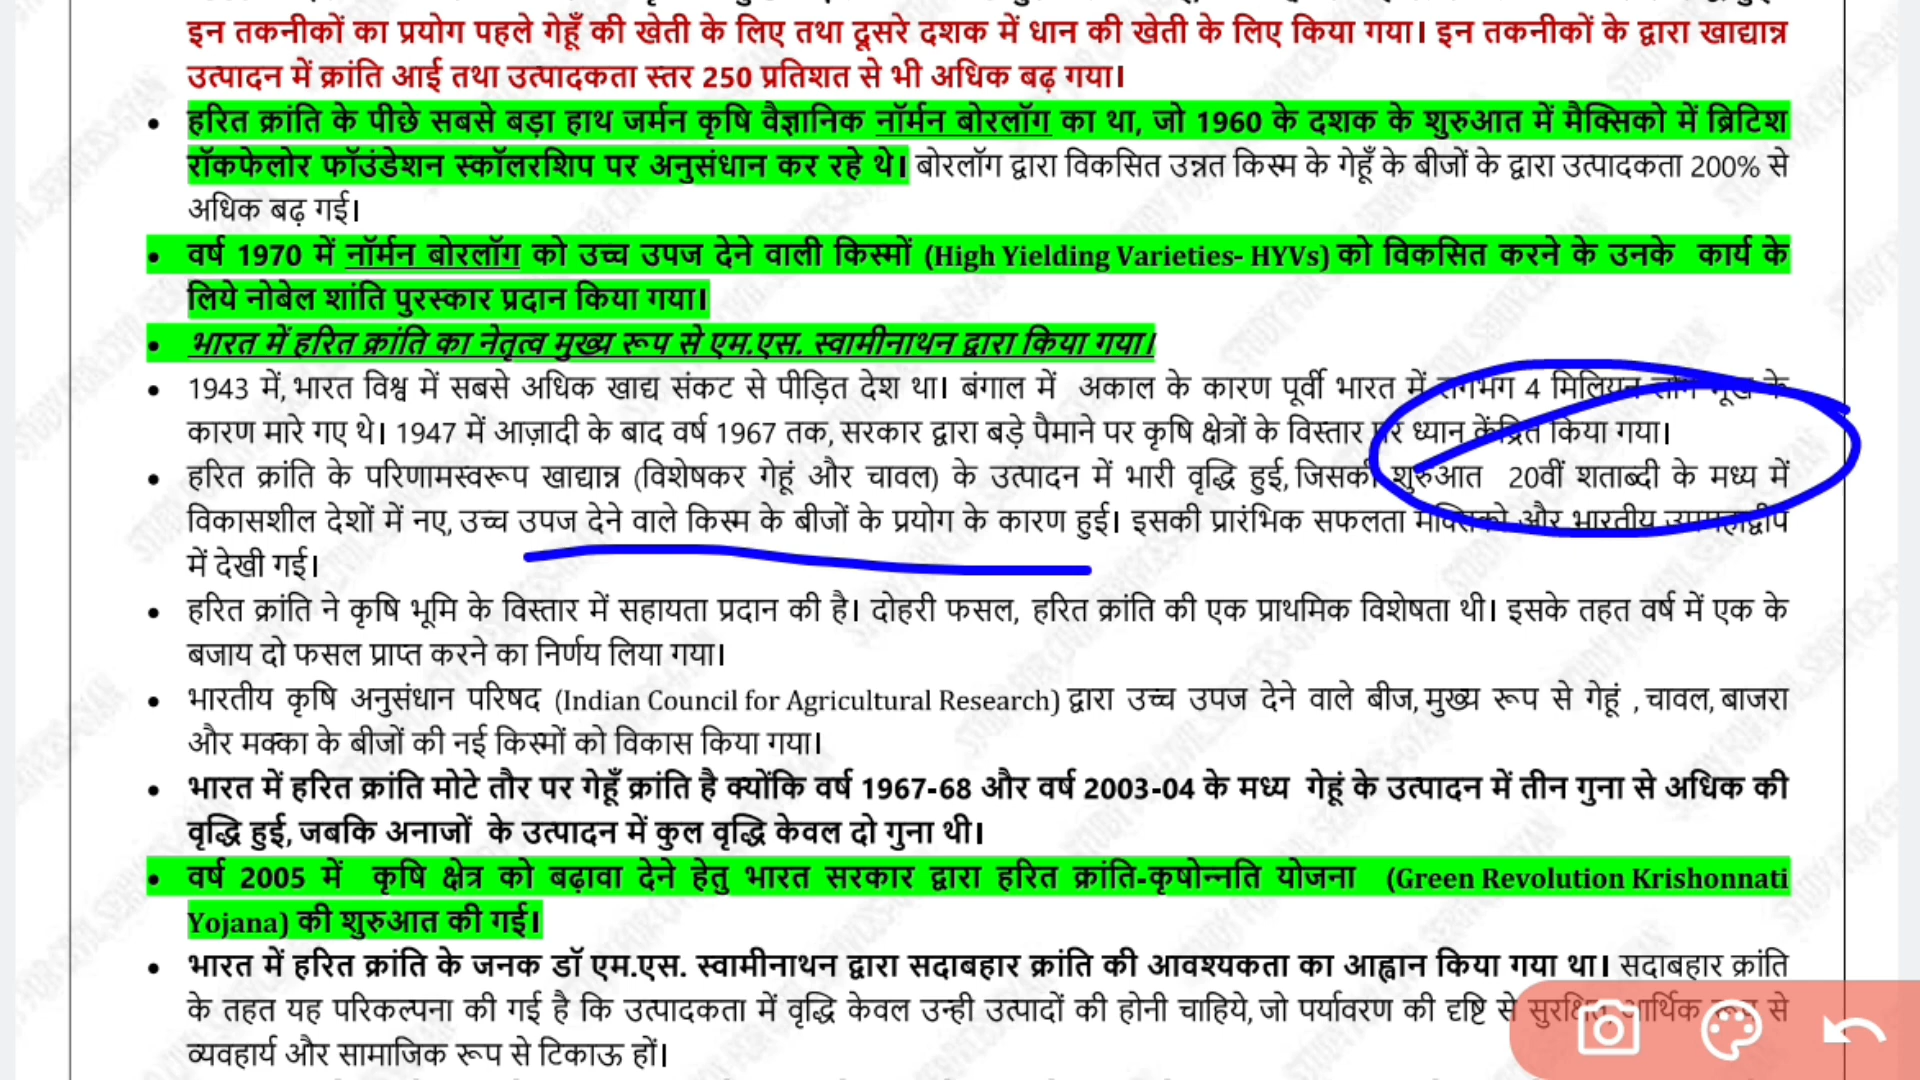 इन तकनीकों का प्रयोग पहले गेहूँ की खेती के लिए तथा दूसरे दशक में धान की खेती के लिए किया गया। इन तकनीकों के द्वारा खाद्यान्न
उत्पादन में क्रांति आई तथा उत्पादकता स्तर 250 प्रतिशत से भी अधिक बढ़ गया।
• हरित क्रांति के पीछे सबसे बड़ा हाथ जर्मन कृषि वैज्ञानिक नॉर्मन बोरलॉग का था, जो 1960 के दशक के शुरुआत में मैक्सिको में ब्रिटिश
रॉकफेलोर फॉउंडेशन स्कॉलरशिप पर अनुसंधान कर रहे थे। बोरलॉग द्वारा विकसित उन्नत किस्म के गेहूँ के बीजों के द्वारा उत्पादकता 200% से
अधिक बढ़ गई।
• वर्ष 1970 में नॉर्मन बोरलॉग को उच्च उपज देने वाली किस्मों (High Yielding Varieties- HYVs) को विकसित करने के उनके कार्य के
लिये नोबेल शांति पुरस्कार प्रदान किया गया।
• भारत में हरित क्रांति का नेतृत्व मुख्य रूप से एम.एस. स्वामीनाथन द्वारा किया गया।
• 1943 में, भारत विश्व में सबसे अधिक खाद्य संकट से पीड़ित देश था। बंगाल में अकाल के कारण पूर्वी भारत में लगभग 4 मिलियन लोग भूख के
कारण मारे गए थे। 1947 में आज़ादी के बाद वर्ष 1967 तक, सरकार द्वारा बड़े पैमाने पर कृषि क्षेत्रों के विस्तार पर ध्यान केंद्रित किया गया।
• हरित क्रांति के परिणामस्वरूप खाद्यान्न (विशेषकर गेहूं और चावल) के उत्पादन में भारी वृद्धि हुई, जिसकी शुरुआत 20वीं शताब्दी के मध्य में
विकासशील देशों में नए, उच्च उपज देने वाले किस्म के बीजों के प्रयोग के कारण हुई। इसकी प्रारंभिक सफलता मैक्सिको और भारतीय उपमहाद्वीप
में देखी गई।
• हरित क्रांति ने कृषि भूमि के विस्तार में सहायता प्रदान की है। दोहरी फसल, हरित क्रांति की एक प्राथमिक विशेषता थी। इसके तहत वर्ष में एक के
बजाय दो फसल प्राप्त करने का निर्णय लिया गया।
• भारतीय कृषि अनुसंधान परिषद (Indian Council for Agricultural Research) द्वारा उच्च उपज देने वाले बीज, मुख्य रूप से गेहूं , चावल, बाजरा
और मक्का के बीजों की नई किस्मों को विकास किया गया।
• भारत में हरित क्रांति मोटे तौर पर गेहूँ क्रांति है क्योंकि वर्ष 1967-68 और वर्ष 2003-04 के मध्य गेहूं के उत्पादन में तीन गुना से अधिक की
वृद्धि हुई, जबकि अनाजों के उत्पादन में कुल वृद्धि केवल दो गुना थी।
• वर्ष 2005 में कृषि क्षेत्र को बढ़ावा देने हेतु भारत सरकार द्वारा हरित क्रांति-कृषोन्नति योजना (Green Revolution Krishonnati
Yojana) की शुरुआत की गई।
• भारत में हरित क्रांति के जनक डॉ एम.एस. स्वामीनाथन द्वारा सदाबहार क्रांति की आवश्यकता का आह्वान किया गया था। सदाबहार क्रांति
के तहत यह परिकल्पना की गई है कि उत्पादकता में वृद्धि केवल उन्ही उत्पादों की होनी चाहिये, जो पर्यावरण की दृष्टि से सुरक्षित, आर्थिक रूप से
व्यवहार्य और सामाजिक रूप से टिकाऊ हों।